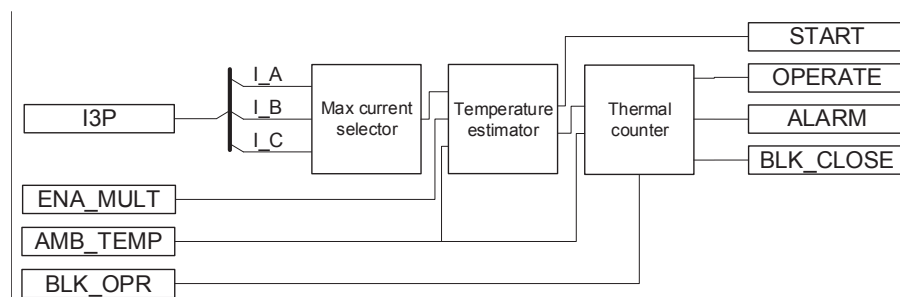 START
I_A
OPERATE
I3P
I_B
Max current
selector
Temperature
estimator
Thermal
counter
ALARM
I_C
BLK_CLOSE
ENA_MULT
AMB_TEMP
BLK_OPR